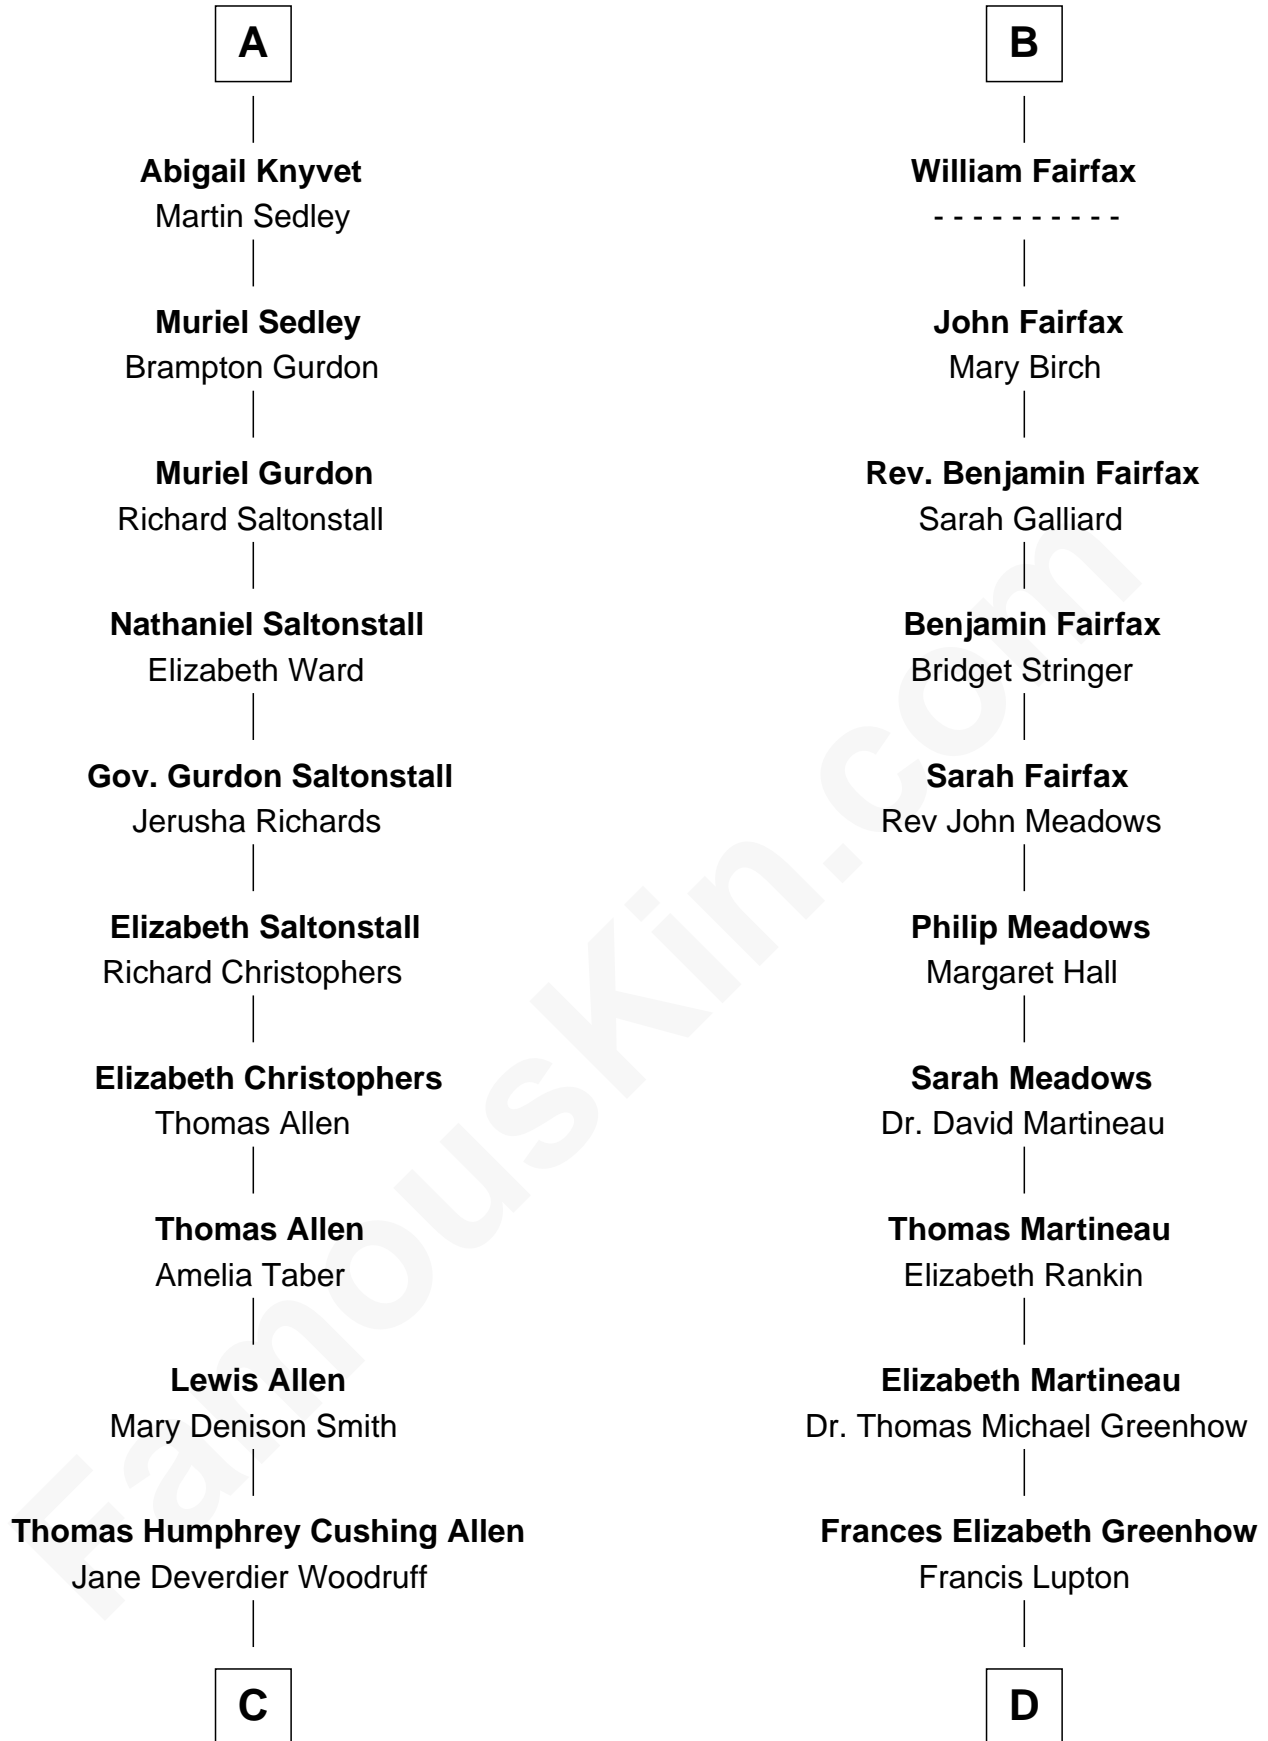 A
Abigail Knyvet
Martin Sedley
Muriel Sedley
Brampton Gurdon
Muriel Gurdon
Richard Saltonstall
Nathaniel Saltonstall
Elizabeth Ward
Gov. Gurdon Saltonstall
Jerusha Richards
Elizabeth Saltonstall
Richard Christophers
Elizabeth Christophers
Thomas Allen
Thomas Allen
Amelia Taber
Lewis Allen
Mary Denison Smith
Thomas Humphrey Cushing Allen
Jane Deverdier Woodruff
C
B
William Fairfax
- - - - - - - - - -
John Fairfax
Mary Birch
Rev. Benjamin Fairfax
Sarah Galliard
Benjamin Fairfax
Bridget Stringer
Sarah Fairfax
Rev John Meadows
Philip Meadows
Margaret Hall
Sarah Meadows
Dr. David Martineau
Thomas Martineau
Elizabeth Rankin
Elizabeth Martineau
Dr. Thomas Michael Greenhow
Frances Elizabeth Greenhow
Francis Lupton
D
FamousKin.com